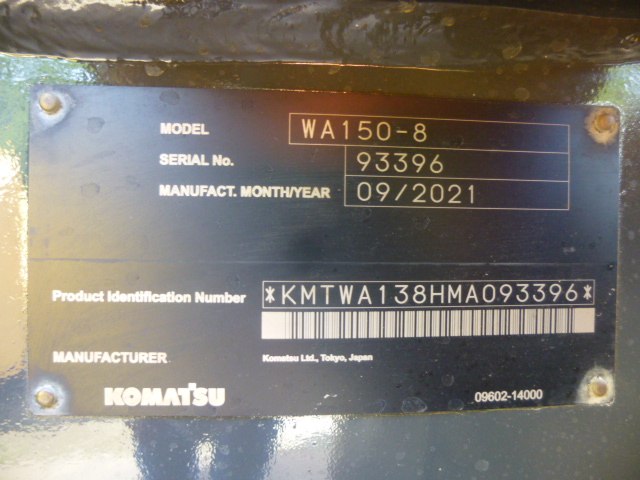 MODEL WA150-8
SERIAL No. 93396
MANUFACT. MONTH/YEAR 09/2021
Product Identification Number *KMTWA138HMA093396*
MANUFACTURER Komatsu Ltd., Tokyo, Japan
KOMATSU 09602-14000